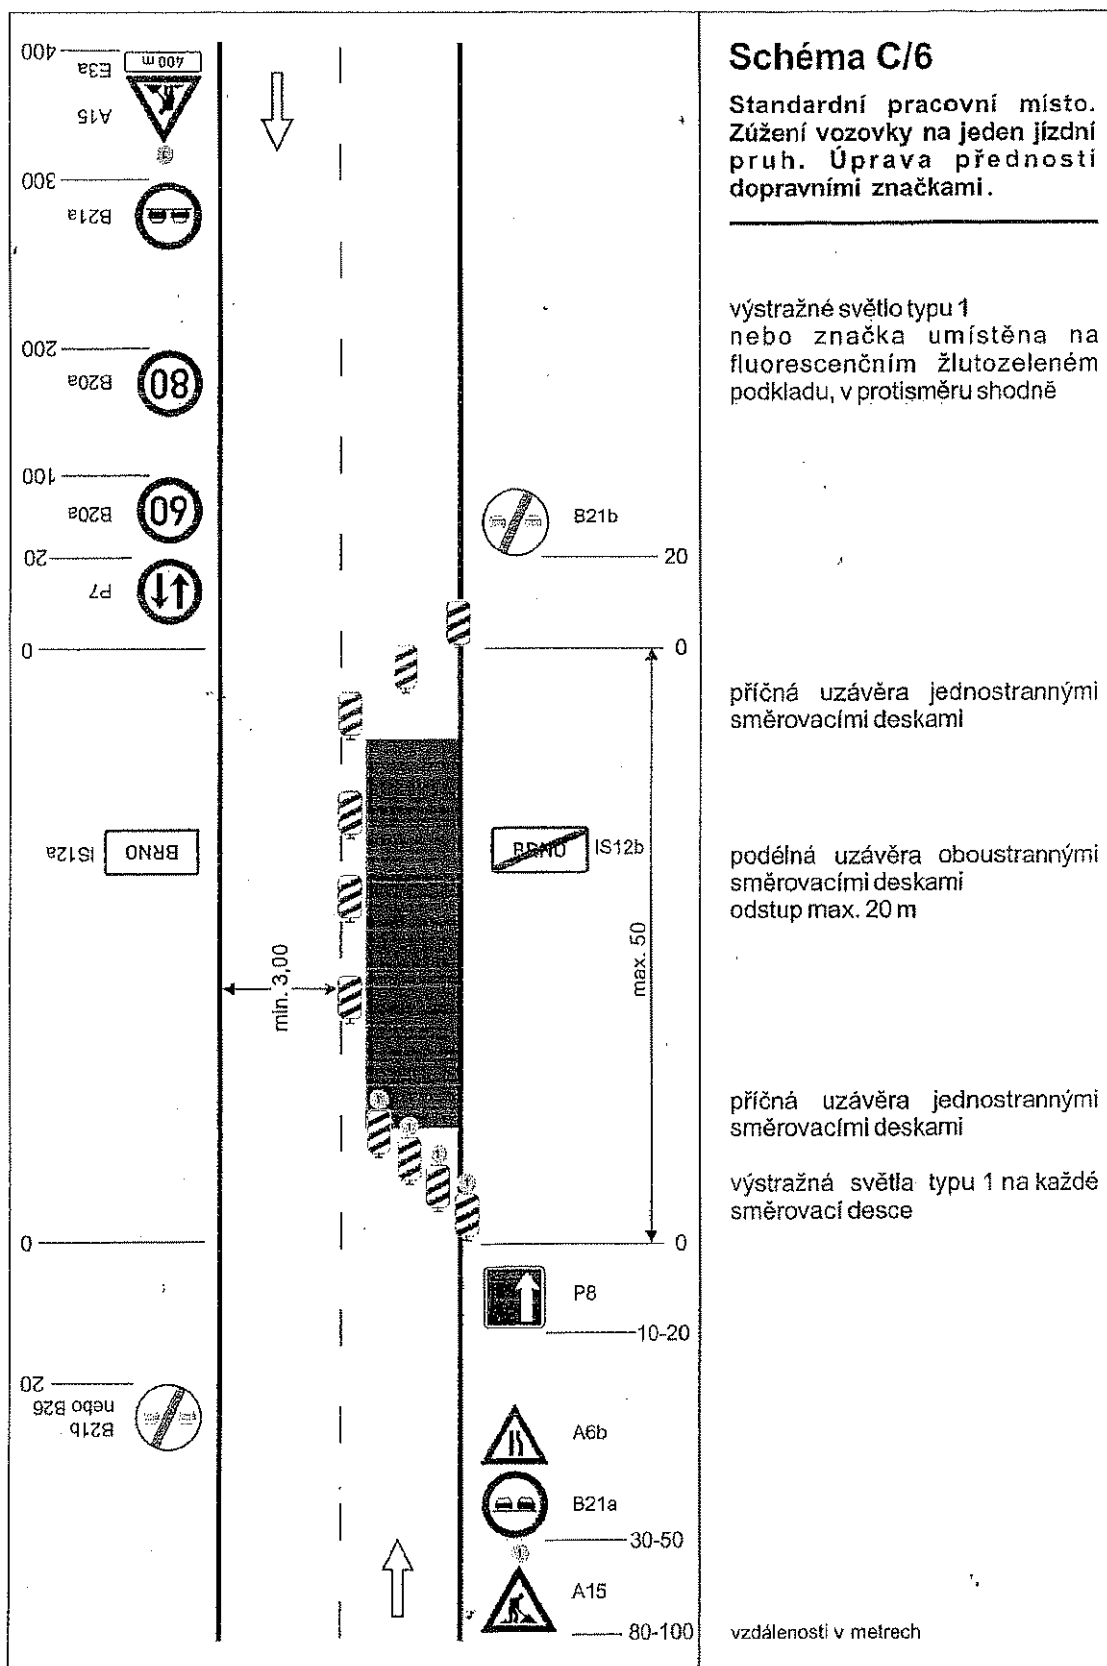 Schéma C/6
Standardní pracovní místo.
Zúžení vozovky na jeden jízdní
pruh. Úprava přednosti
dopravními značkami.
výstražné světlo typu 1
nebo značka umístěna na
fluorescenčním žlutozeleném
podkladu, v protisměru shodně
příčná uzávěra jednostrannými
směrovacími deskami
podélná uzávěra oboustrannými
směrovacími deskami
odstup max. 20 m
příčná uzávěra jednostrannými
směrovacími deskami
výstražná světla typu 1 na každé
směrovací desce
vzdálenosti v metrech
400
E3a
400 m
A15
300
B21a
200
B20a
80
100
B20a
60
20
P7
0
IS12a
BRNO
min. 3,00
0
20
B21b
nebo B26
B21b
20
0
BRNO
IS12b
max. 50
0
P8
10-20
A6b
B21a
30-50
1
A15
80-100